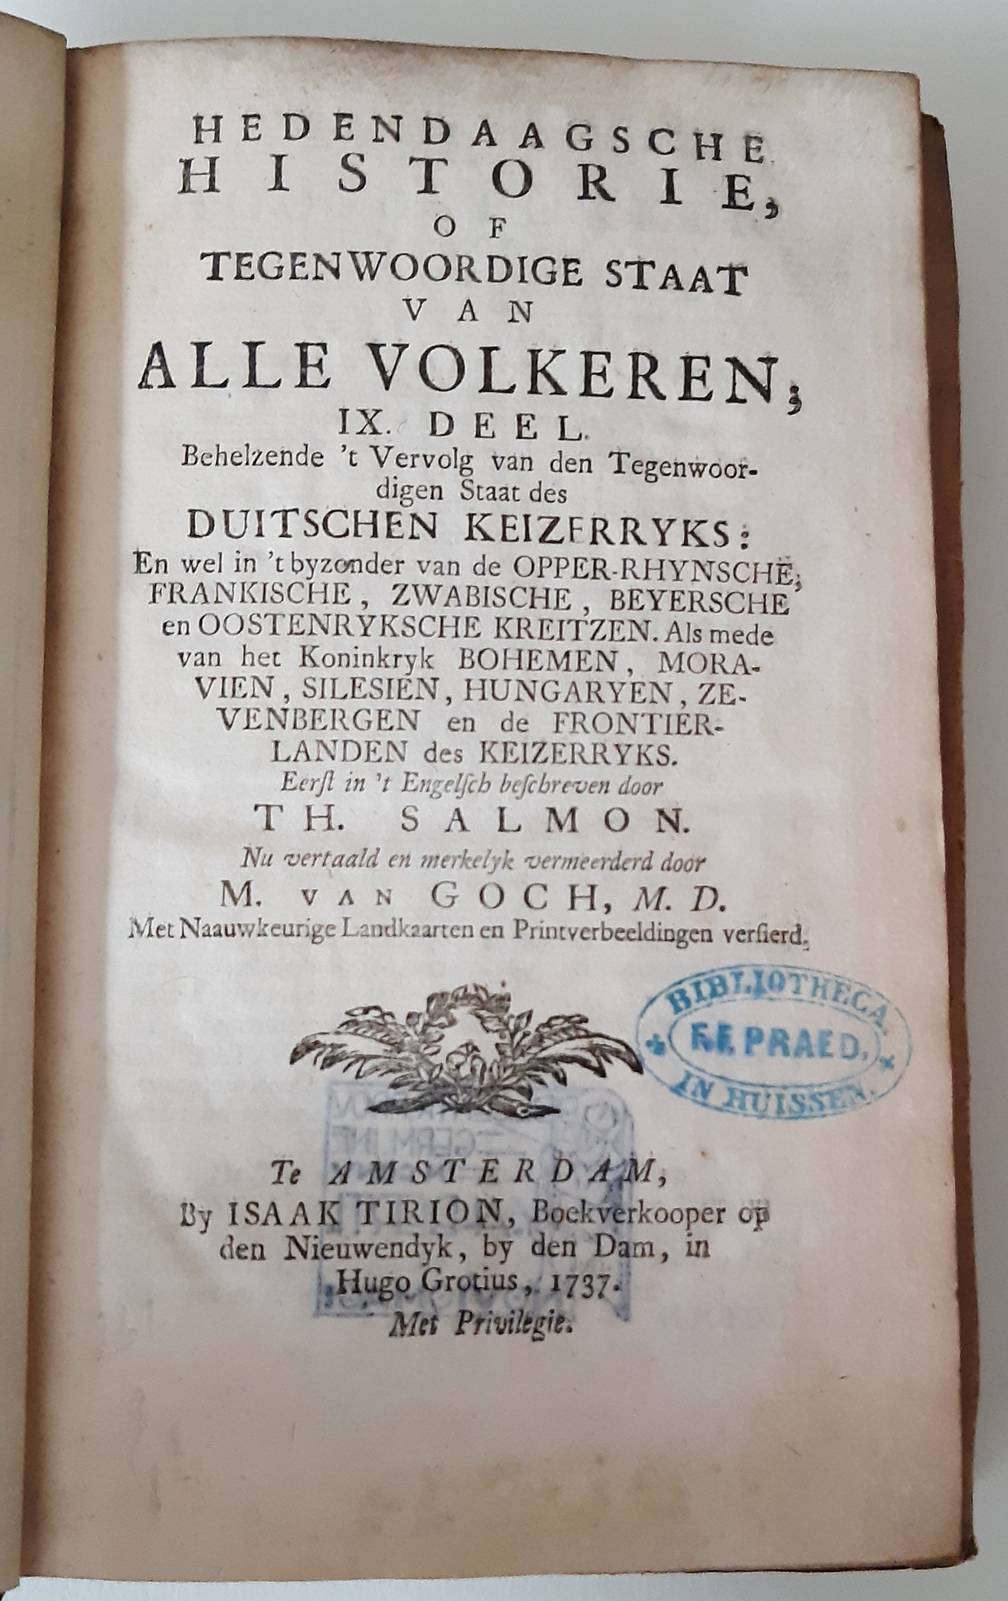 HEDENDAAGSCHE
HISTORIE,
OF
TEGENWOORDIGE STAAT
VAN
ALLE VOLKEREN;
IX. DEEL.
Behelzende 't Vervolg van den Tegenwoor-
digen Staat des
DUITSCHEN KEIZERRYKS:
En wel in 't byzonder van de OPPER-RHYNSCHE,
FRANKISCHE, ZWABISCHE, BEYERSCHE
en OOSTENRYKSCHE KREITZEN. Als mede
van het Koninkryk BOHEMEN, MORA-
VIEN, SILESIEN, HUNGARYEN, ZE-
VENBERGEN en de FRONTIER-
LANDEN des KEIZERRYKS.
Eerſt in 't Engelſch beſchreven door
TH. SALMON.
Nu vertaald en merkelyk vermeerderd door
M. VAN GOCH, M. D.
Met Naauwkeurige Landkaarten en Printverbeeldingen verſierd.
BIBLIOTHECA
F.F. PRAED.
IN HUISSEN.
Te AMSTERDAM,
By ISAAK TIRION, Boekverkooper op
den Nieuwendyk, by den Dam, in
Hugo Grotius, 1737.
Met Privilegie.